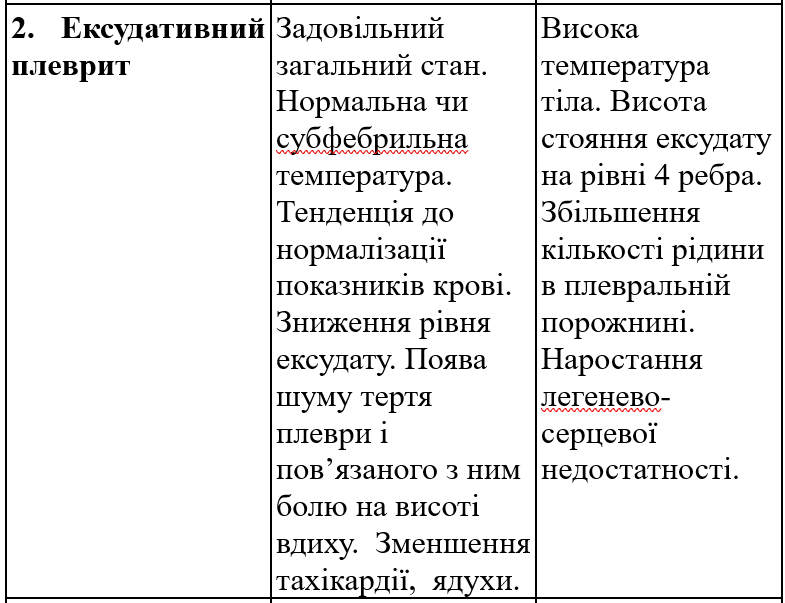 2. Ексудативний
плеврит
Задовільний
загальний стан.
Нормальна чи
субфебрильна
температура.
Тенденція до
нормалізації
показників крові.
Зниження рівня
ексудату. Поява
шуму тертя
плеври і
пов’язаного з ним
болю на висоті
вдиху. Зменшення
тахікардії, ядухи.
Висока
температура
тіла. Висота
стояння ексудату
на рівні 4 ребра.
Збільшення
кількості рідини
в плевральній
порожнині.
Наростання
легенево-
серцевої
недостатності.